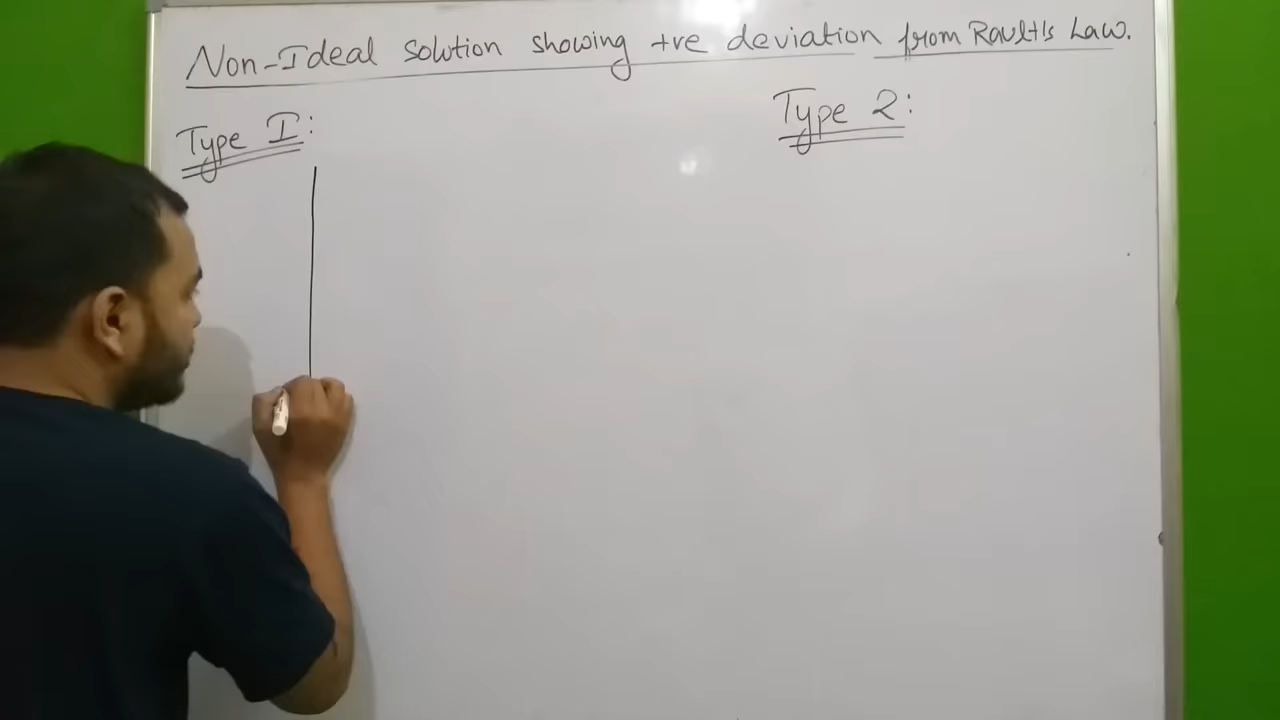 Non-Ideal Solution showing +ve deviation from Rault's Law.
Type I:
Type 2: